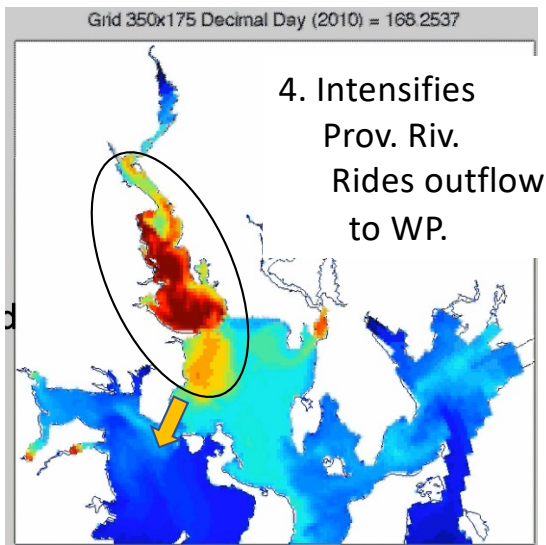 Grid 350x175 Decimal Day (2010) = 168.2537
4. Intensifies
Prov. Riv.
Rides outflow
to WP.
d